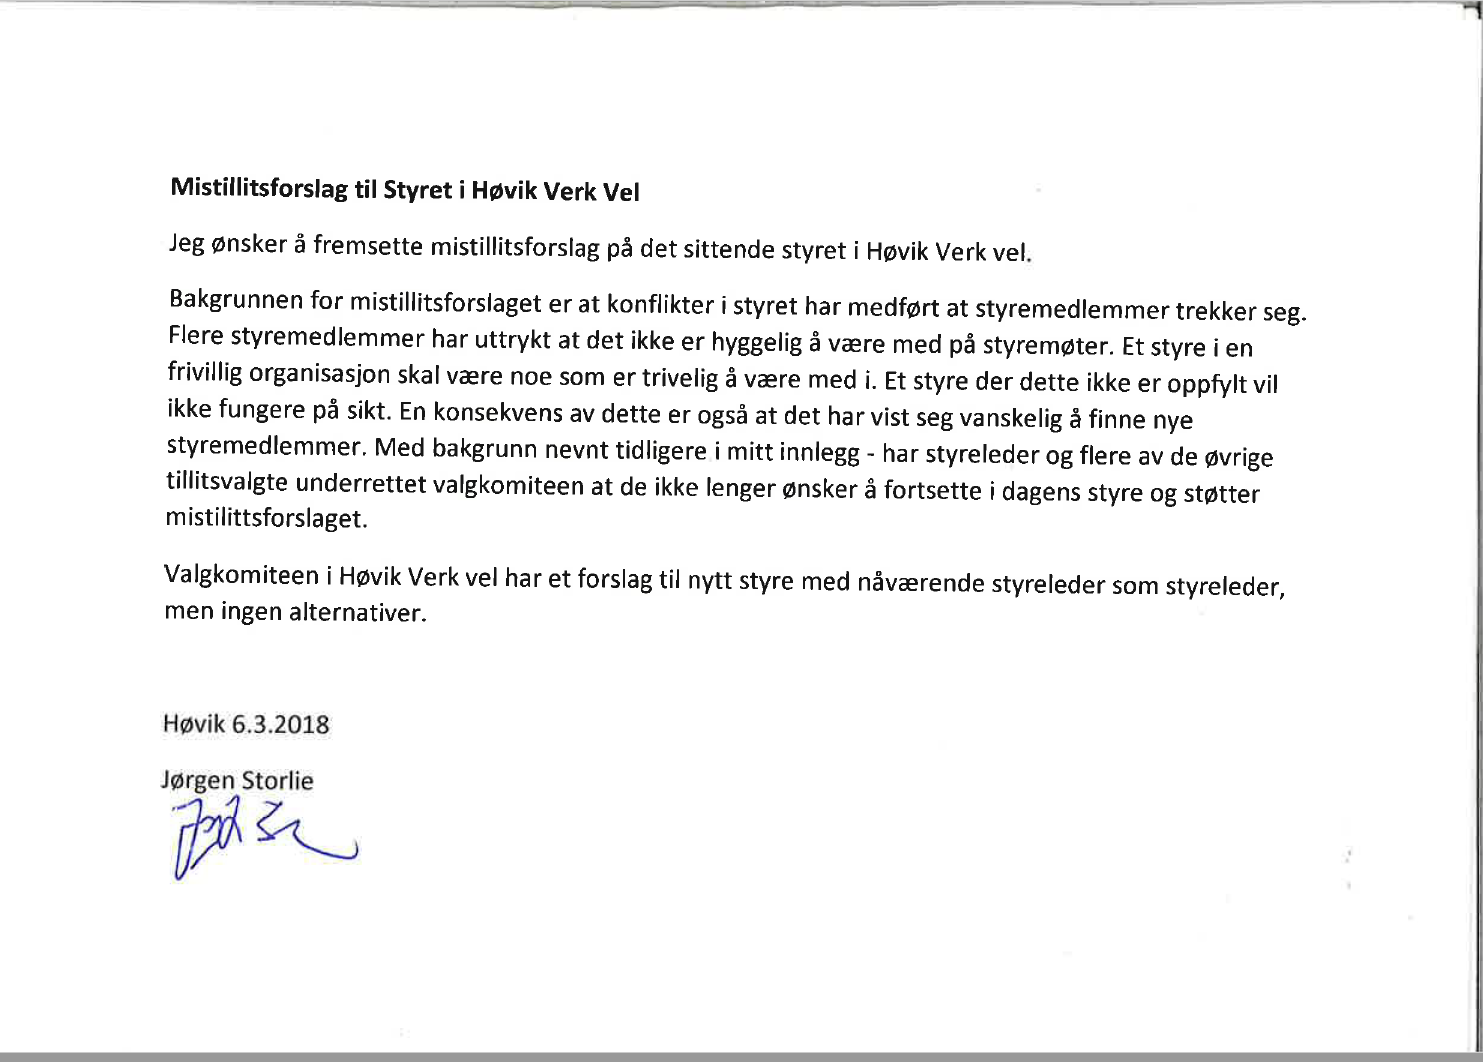 Mistillitsforslag til Styret i Høvik Verk Vel
Jeg ønsker å fremsette mistillitsforslag på det sittende styret i Høvik Verk vel.
Bakgrunnen for mistillitsforslaget er at konflikter i styret har medført at styremedlemmer trekker seg.
Flere styremedlemmer har uttrykt at det ikke er hyggelig å være med på styremøter. Et styre i en
frivillig organisasjon skal være noe som er trivelig å være med i. Et styre der dette ikke er oppfylt vil
ikke fungere på sikt. En konsekvens av dette er også at det har vist seg vanskelig å finne nye
styremedlemmer. Med bakgrunn nevnt tidligere i mitt innlegg - har styreleder og flere av de øvrige
tillitsvalgte underrettet valgkomiteen at de ikke lenger ønsker å fortsette i dagens styre og støtter
mistilittsforslaget.
Valgkomiteen i Høvik Verk vel har et forslag til nytt styre med nåværende styreleder som styreleder,
men ingen alternativer.
Høvik 6.3.2018
Jørgen Storlie